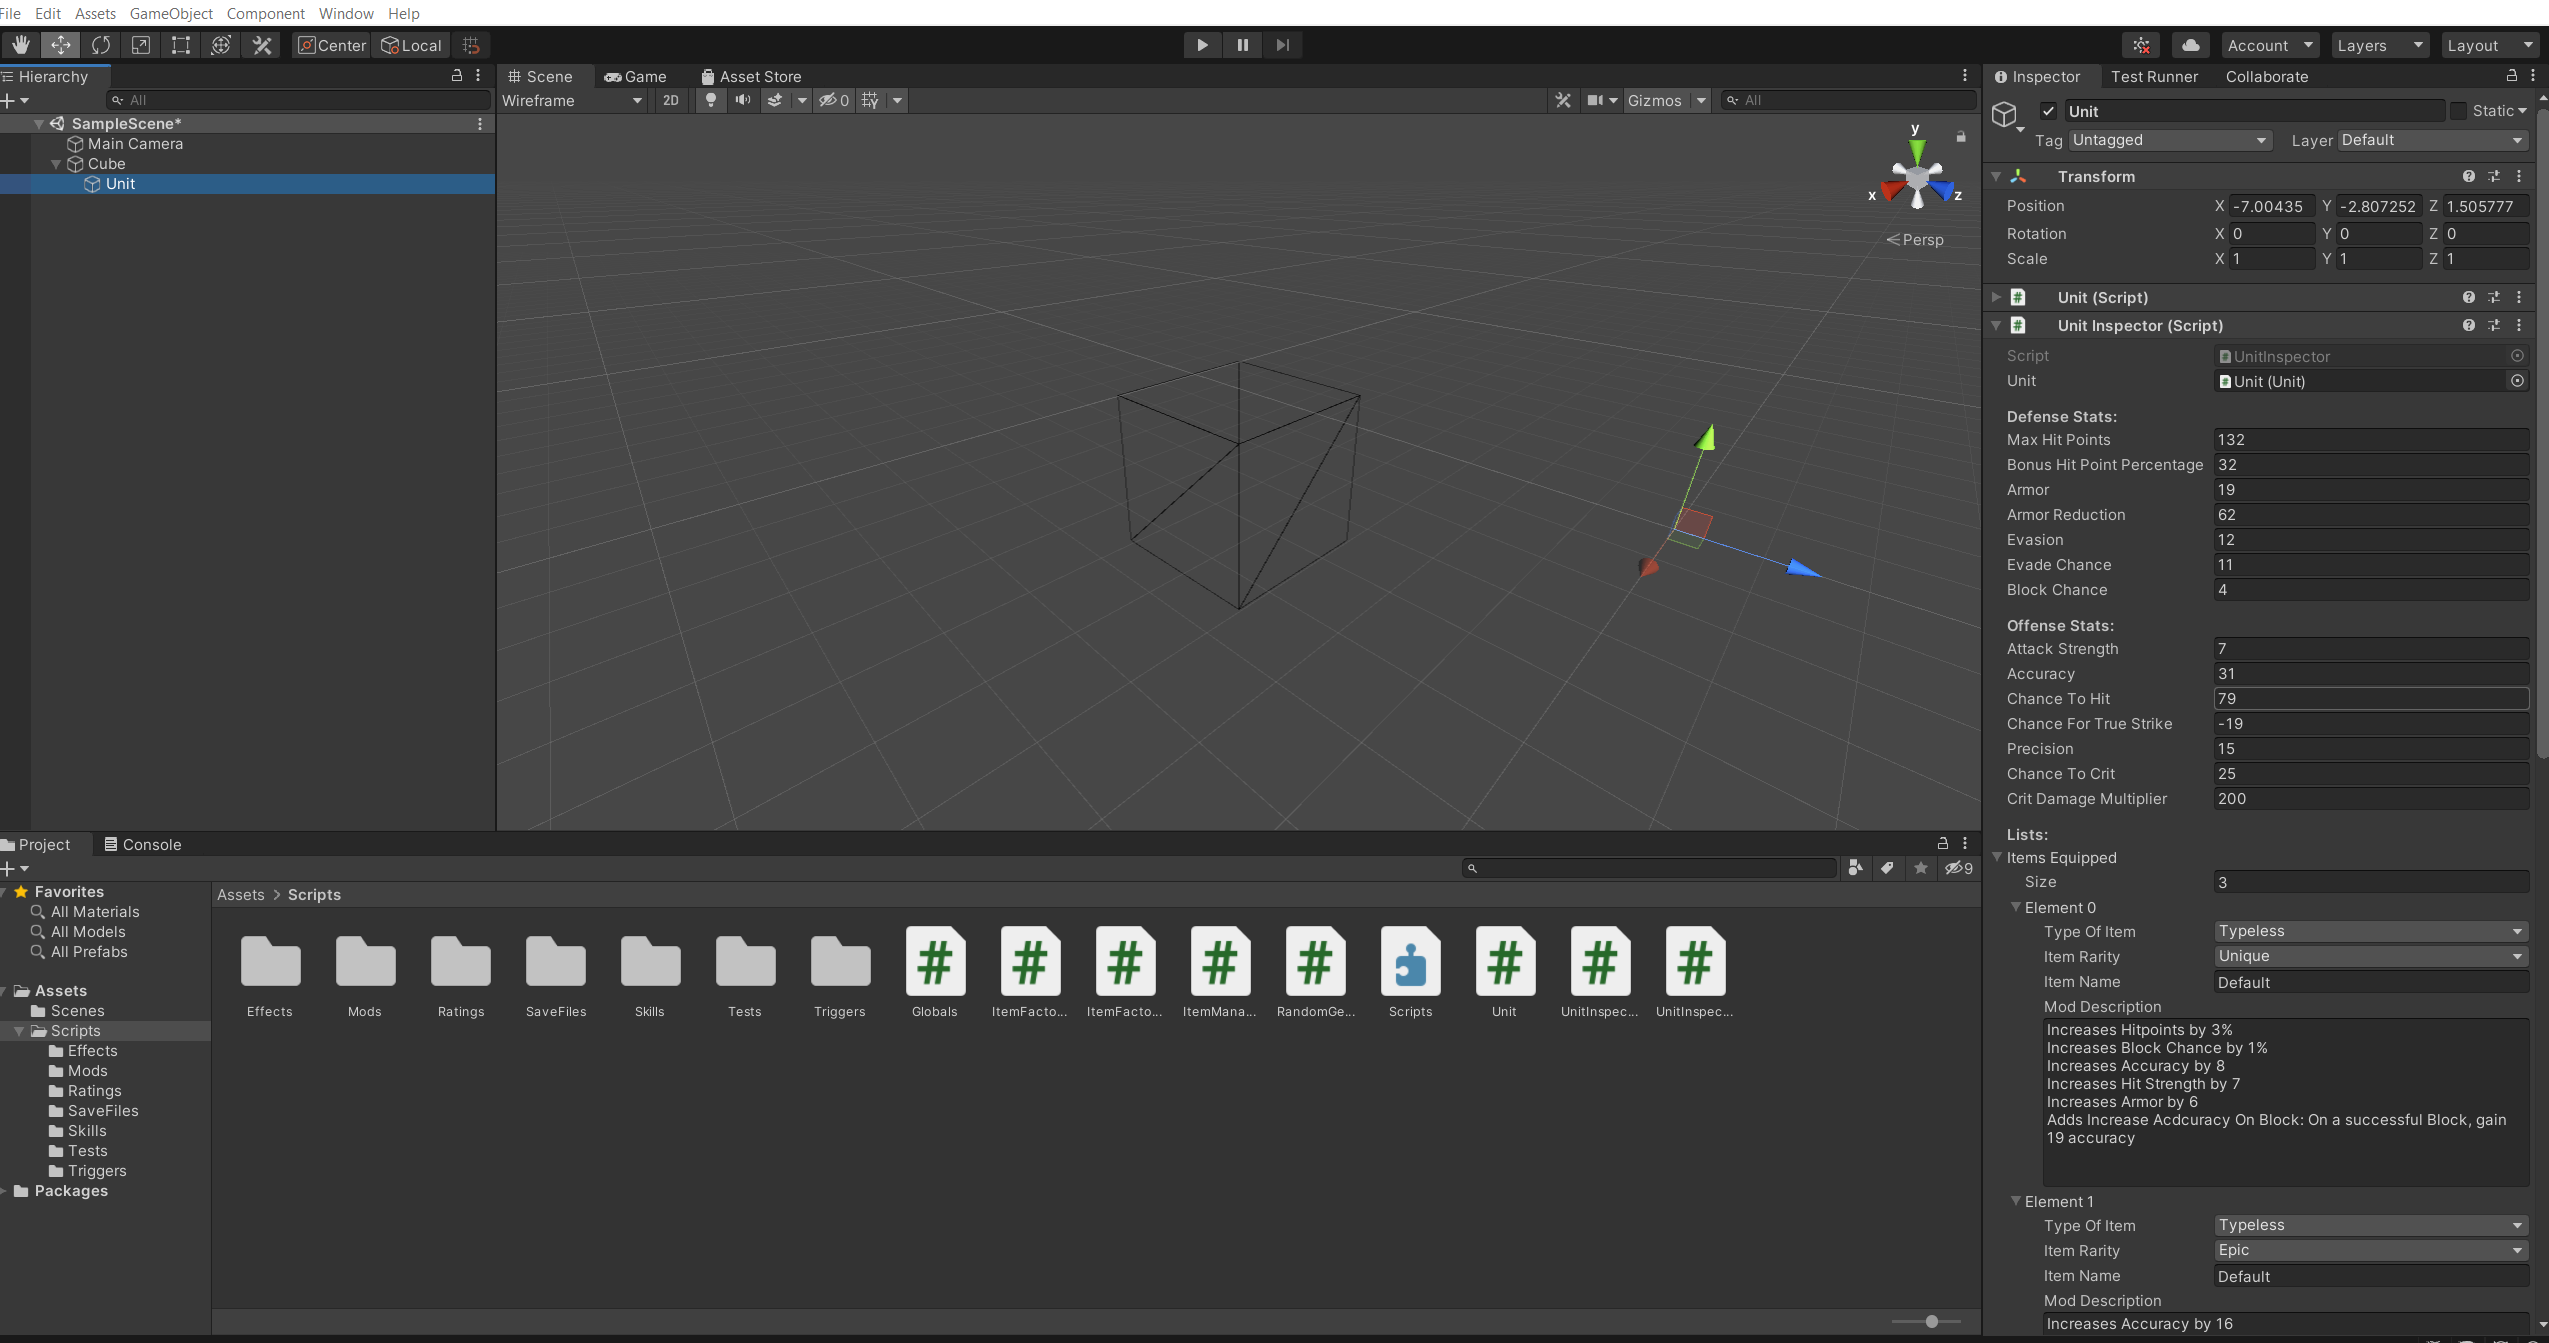 File Edit Assets GameObject Component Window Help
Center Local
Account Layers Layout
Hierarchy
All
SampleScene*
Main Camera
Cube
Unit
Scene Game Asset Store
Wireframe 2D 0 Gizmos All
y
x z
Persp
Inspector Test Runner Collaborate
Unit Static
Tag Untagged Layer Default
Transform
Position X -7.00435 Y -2.807252 Z 1.505777
Rotation X 0 Y 0 Z 0
Scale X 1 Y 1 Z 1
Unit (Script)
Unit Inspector (Script)
Script UnitInspector
Unit Unit (Unit)
Defense Stats:
Max Hit Points 132
Bonus Hit Point Percentage 32
Armor 19
Armor Reduction 62
Evasion 12
Evade Chance 11
Block Chance 4
Offense Stats:
Attack Strength 7
Accuracy 31
Chance To Hit 79
Chance For True Strike -19
Precision 15
Chance To Crit 25
Crit Damage Multiplier 200
Lists:
Items Equipped
Size 3
Element 0
Type Of Item Typeless
Item Rarity Unique
Item Name Default
Mod Description
Increases Hitpoints by 3%
Increases Block Chance by 1%
Increases Accuracy by 8
Increases Hit Strength by 7
Increases Armor by 6
Adds Increase Acdcuracy On Block: On a successful Block, gain
19 accuracy
Element 1
Type Of Item Typeless
Item Rarity Epic
Item Name Default
Mod Description
Increases Accuracy by 16
Project Console
9
Favorites
All Materials
All Models
All Prefabs
Assets
Scenes
Scripts
Effects
Mods
Ratings
SaveFiles
Skills
Tests
Triggers
Packages
Assets > Scripts
Effects Mods Ratings SaveFiles Skills Tests Triggers Globals ItemFacto... ItemFacto... ItemMana... RandomGe... Scripts Unit UnitInspec... UnitInspec...